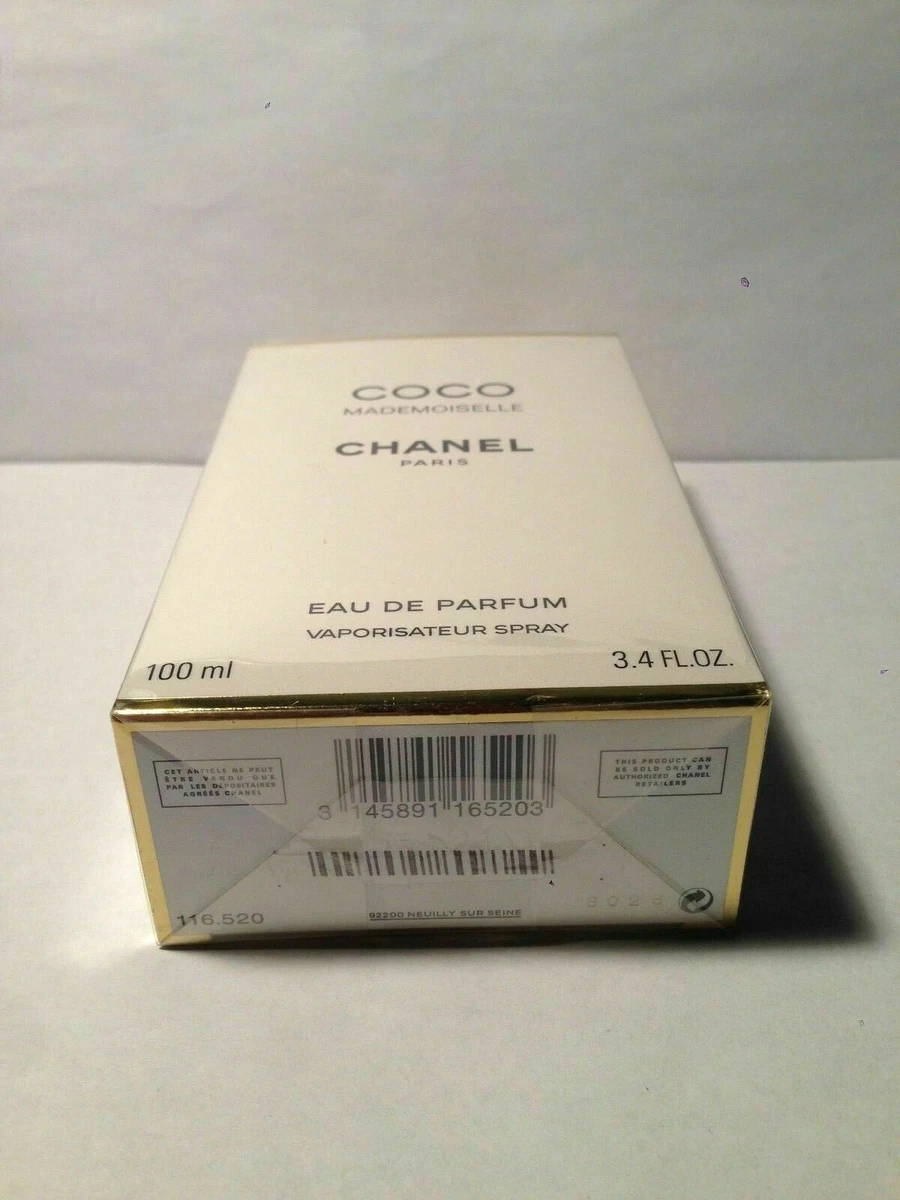 COCO
MADEMOISELLE
CHANEL
PARIS
EAU DE PARFUM
VAPORISATEUR SPRAY
100 ml
3.4 FL.OZ.
CET ARTICLE NE PEUT
ÊTRE VENDU QUE
PAR LES DÉPOSITAIRES
AGRÉÉS CHANEL
THIS PRODUCT CAN
BE SOLD ONLY BY
AUTHORIZED CHANEL
RETAILERS
3 145891 165203
116.520
92200 NEUILLY SUR SEINE